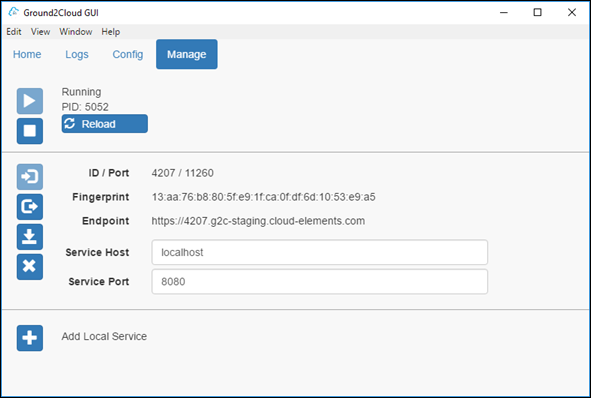 Ground2Cloud GUI
Edit View Window Help
Home Logs Config Manage
Running
PID: 5052
Reload
ID / Port 4207 / 11260
Fingerprint 13:aa:76:b8:80:5f:e9:1f:ca:0f:df:6d:10:53:e9:a5
Endpoint https://4207.g2c-staging.cloud-elements.com
Service Host localhost
Service Port 8080
Add Local Service